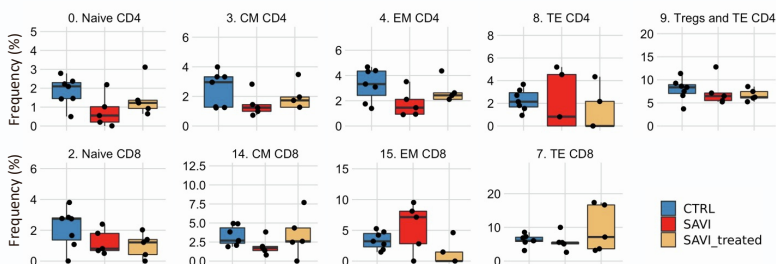 0. Naive CD4
3. CM CD4
4. EM CD4
8. TE CD4
9. Tregs and TE CD4
Frequency (%)
5
4
3
2
1
0
6
4
2
0
6
4
2
0
8
6
4
2
0
20
15
10
5
0
2. Naive CD8
14. CM CD8
15. EM CD8
7. TE CD8
Frequency (%)
6
4
2
0
12.5
10.0
7.5
5.0
2.5
0.0
15
10
5
0
20
10
0
CTRL
SAVI
SAVI_treated